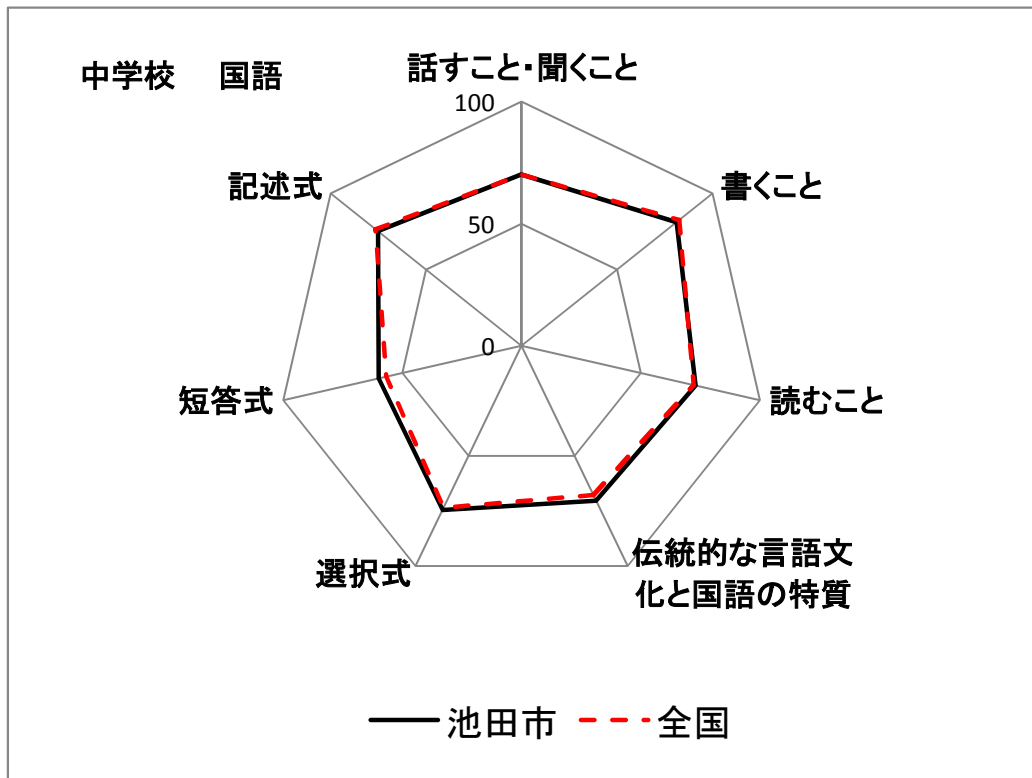 中学校 国語
話すこと・聞くこと
100
記述式
書くこと
50
0
短答式
読むこと
選択式
伝統的な言語文
化と国語の特質
池田市 全国